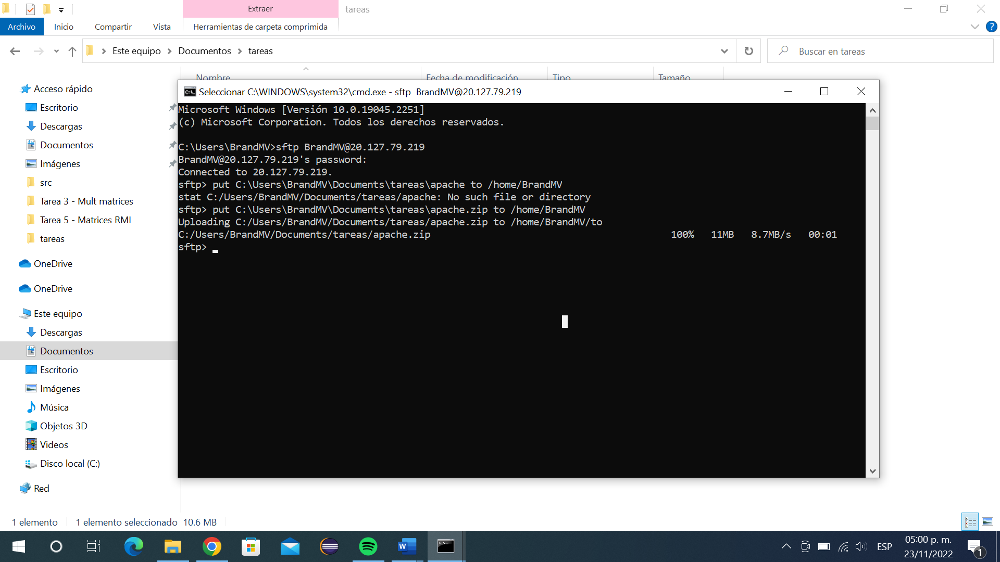 Extraer
tareas
Archivo
Inicio
Compartir
Vista
Herramientas de carpeta comprimida
Este equipo
Documentos
tareas
Buscar en tareas
Nombre
Fecha de modificación
Tipo
Tamaño
Acceso rápido
Escritorio
Descargas
Documentos
Imágenes
src
Tarea 3 - Mult matrices
Tarea 5 - Matrices RMI
tareas
OneDrive
OneDrive
Este equipo
Descargas
Documentos
Escritorio
Imágenes
Música
Objetos 3D
Videos
Disco local (C:)
Red
Seleccionar C:\WINDOWS\system32\cmd.exe - sftp  BrandMV@20.127.79.219
Microsoft Windows [Versión 10.0.19045.2251]
(c) Microsoft Corporation. Todos los derechos reservados.
C:\Users\BrandMV>sftp BrandMV@20.127.79.219
BrandMV@20.127.79.219's password:
Connected to 20.127.79.219.
sftp> put C:\Users\BrandMV\Documents\tareas\apache to /home/BrandMV
stat C:/Users/BrandMV/Documents/tareas/apache: No such file or directory
sftp> put C:\Users\BrandMV\Documents\tareas\apache.zip to /home/BrandMV
Uploading C:/Users/BrandMV/Documents/tareas/apache.zip to /home/BrandMV/to
C:/Users/BrandMV/Documents/tareas/apache.zip 100% 11MB 8.7MB/s 00:01
sftp>
1 elemento
1 elemento seleccionado 10.6 MB
ESP
05:00 p. m.
23/11/2022
1